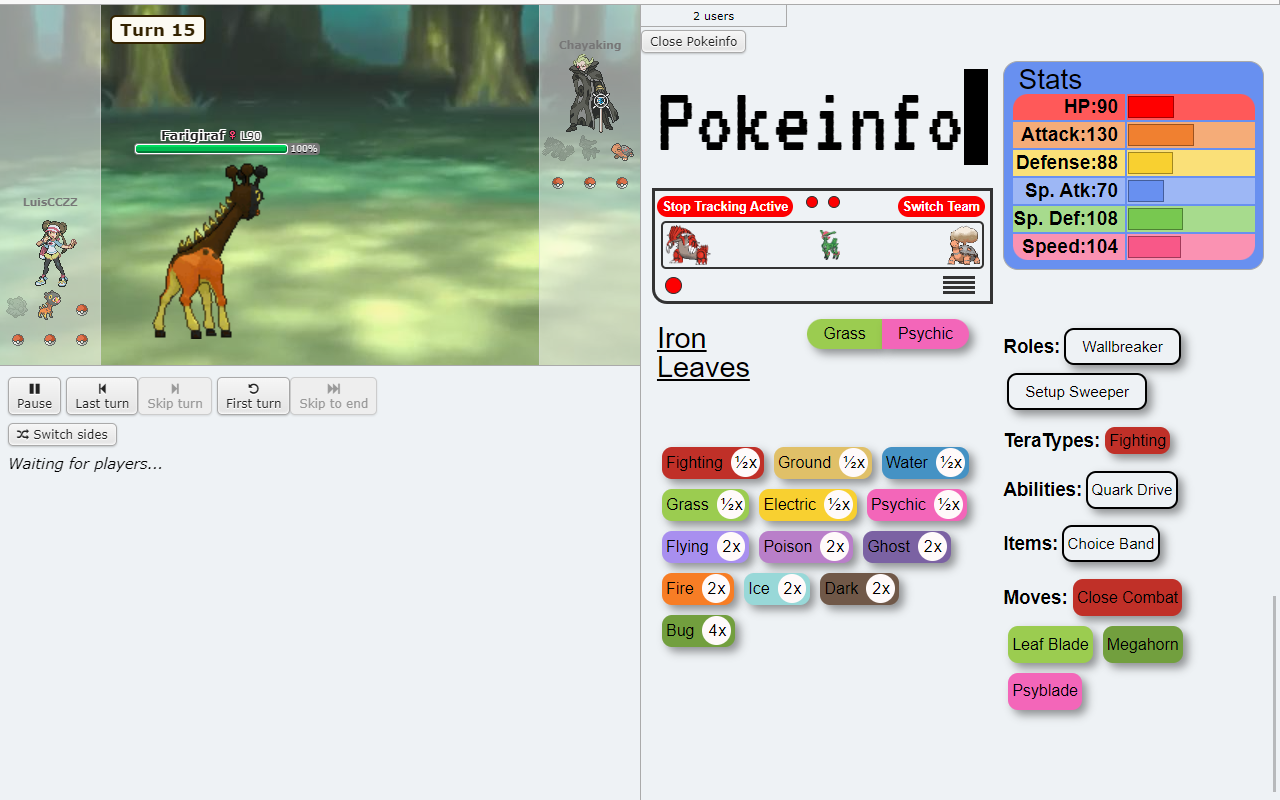 Turn 15
Chayaking
Farigiraf ♀ L90
100%
LuisCCZZ
Pause
Last turn
Skip turn
First turn
Skip to end
Switch sides
Waiting for players...
2 users
Close Pokeinfo
Pokeinfo
Stop Tracking Active
Switch Team
Iron
Leaves
Grass Psychic
Fighting ½x Ground ½x Water ½x
Grass ½x Electric ½x Psychic ½x
Flying 2x Poison 2x Ghost 2x
Fire 2x Ice 2x Dark 2x
Bug 4x
Stats
HP:90
Attack:130
Defense:88
Sp. Atk:70
Sp. Def:108
Speed:104
Roles: Wallbreaker
Setup Sweeper
TeraTypes: Fighting
Abilities: Quark Drive
Items: Choice Band
Moves: Close Combat
Leaf Blade Megahorn
Psyblade